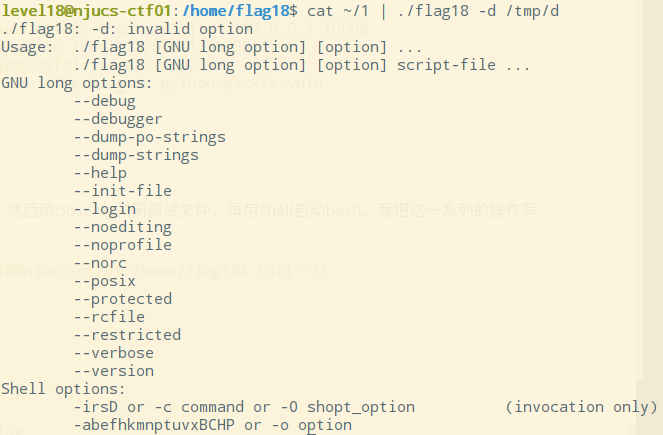 level18@njucs-ctf01:/home/flag18$ cat ~/1 | ./flag18 -d /tmp/d
./flag18: -d: invalid option
Usage:  ./flag18 [GNU long option] [option] ...
        ./flag18 [GNU long option] [option] script-file ...
GNU long options:
        --debug
        --debugger
        --dump-po-strings
        --dump-strings
        --help
        --init-file
        --login
        --noediting
        --noprofile
        --norc
        --posix
        --protected
        --rcfile
        --restricted
        --verbose
        --version
Shell options:
        -irsD or -c command or -O shopt_option          (invocation only)
        -abefhkmnptuvxBCHP or -o option